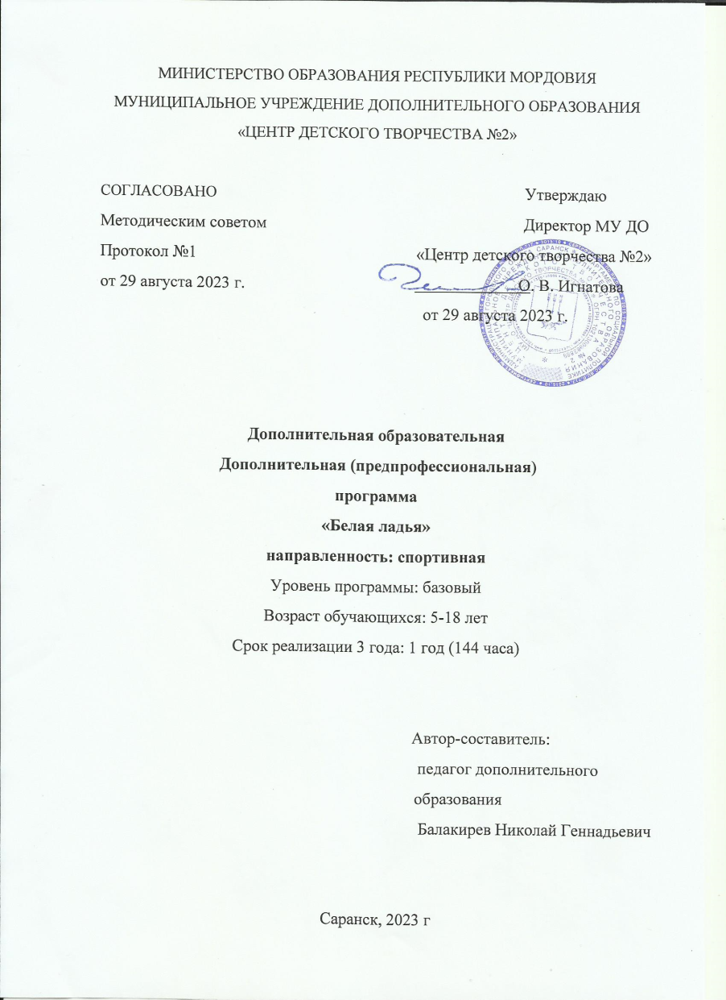 МИНИСТЕРСТВО ОБРАЗОВАНИЯ РЕСПУБЛИКИ МОРДОВИЯ
МУНИЦИПАЛЬНОЕ УЧРЕЖДЕНИЕ ДОПОЛНИТЕЛЬНОГО ОБРАЗОВАНИЯ
«ЦЕНТР ДЕТСКОГО ТВОРЧЕСТВА №2»
СОГЛАСОВАНО
Методическим советом
Протокол №1
от 29 августа 2023 г.
Утверждаю
Директор МУ ДО
«Центр детского творчества №2»
О. В. Игнатова
от 29 августа 2023 г.
Дополнительная образовательная
Дополнительная (предпрофессиональная)
программа
«Белая ладья»
направленность: спортивная
Уровень программы: базовый
Возраст обучающихся: 5-18 лет
Срок реализации 3 года: 1 год (144 часа)
Автор-составитель:
педагог дополнительного
образования
Балакирев Николай Геннадьевич
Саранск, 2023 г